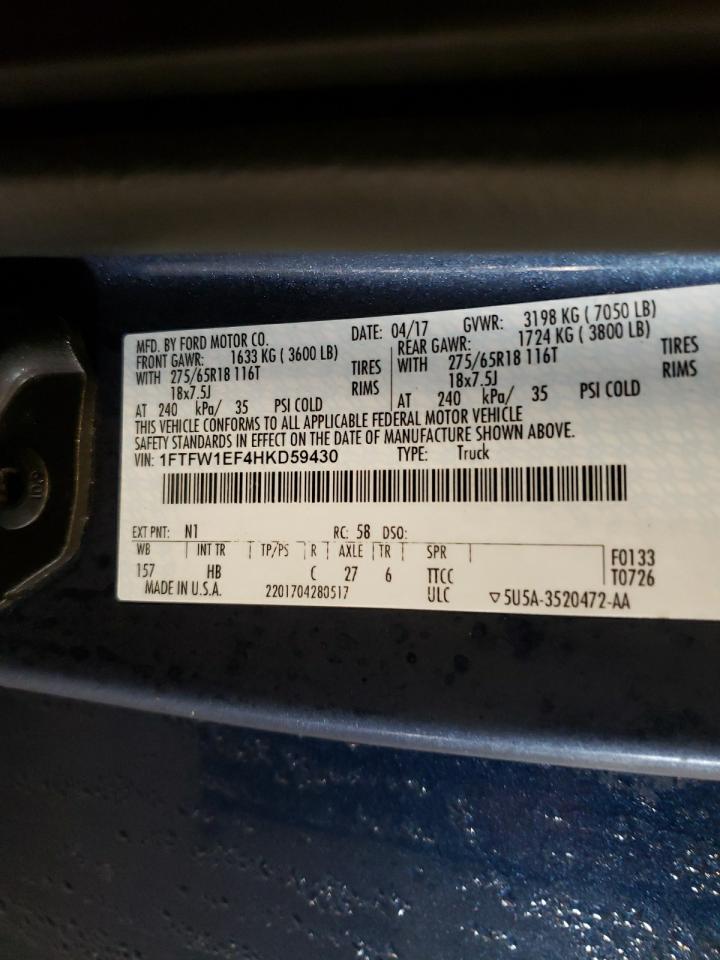 MFD. BY FORD MOTOR CO. DATE: 04/17 GVWR: 3198 KG ( 7050 LB)
FRONT GAWR: 1633 KG ( 3600 LB) REAR GAWR: 1724 KG ( 3800 LB)
WITH 275/65R18 116T TIRES 275/65R18 116T TIRES
18x7.5J RIMS 18x7.5J RIMS
AT 240 kPa/ 35 PSI COLD AT 240 kPa/ 35 PSI COLD
THIS VEHICLE CONFORMS TO ALL APPLICABLE FEDERAL MOTOR VEHICLE
SAFETY STANDARDS IN EFFECT ON THE DATE OF MANUFACTURE SHOWN ABOVE.
VIN: 1FTFW1EF4HKD59430 TYPE: Truck
EXT PNT: N1 RC: 58 DSO:
WB INT TR TP/PS R AXLE TR SPR F0133
157 HB C 27 6 TTCC T0726
MADE IN U.S.A. 2201704280517 ULC ▽5U5A-3520472-AA